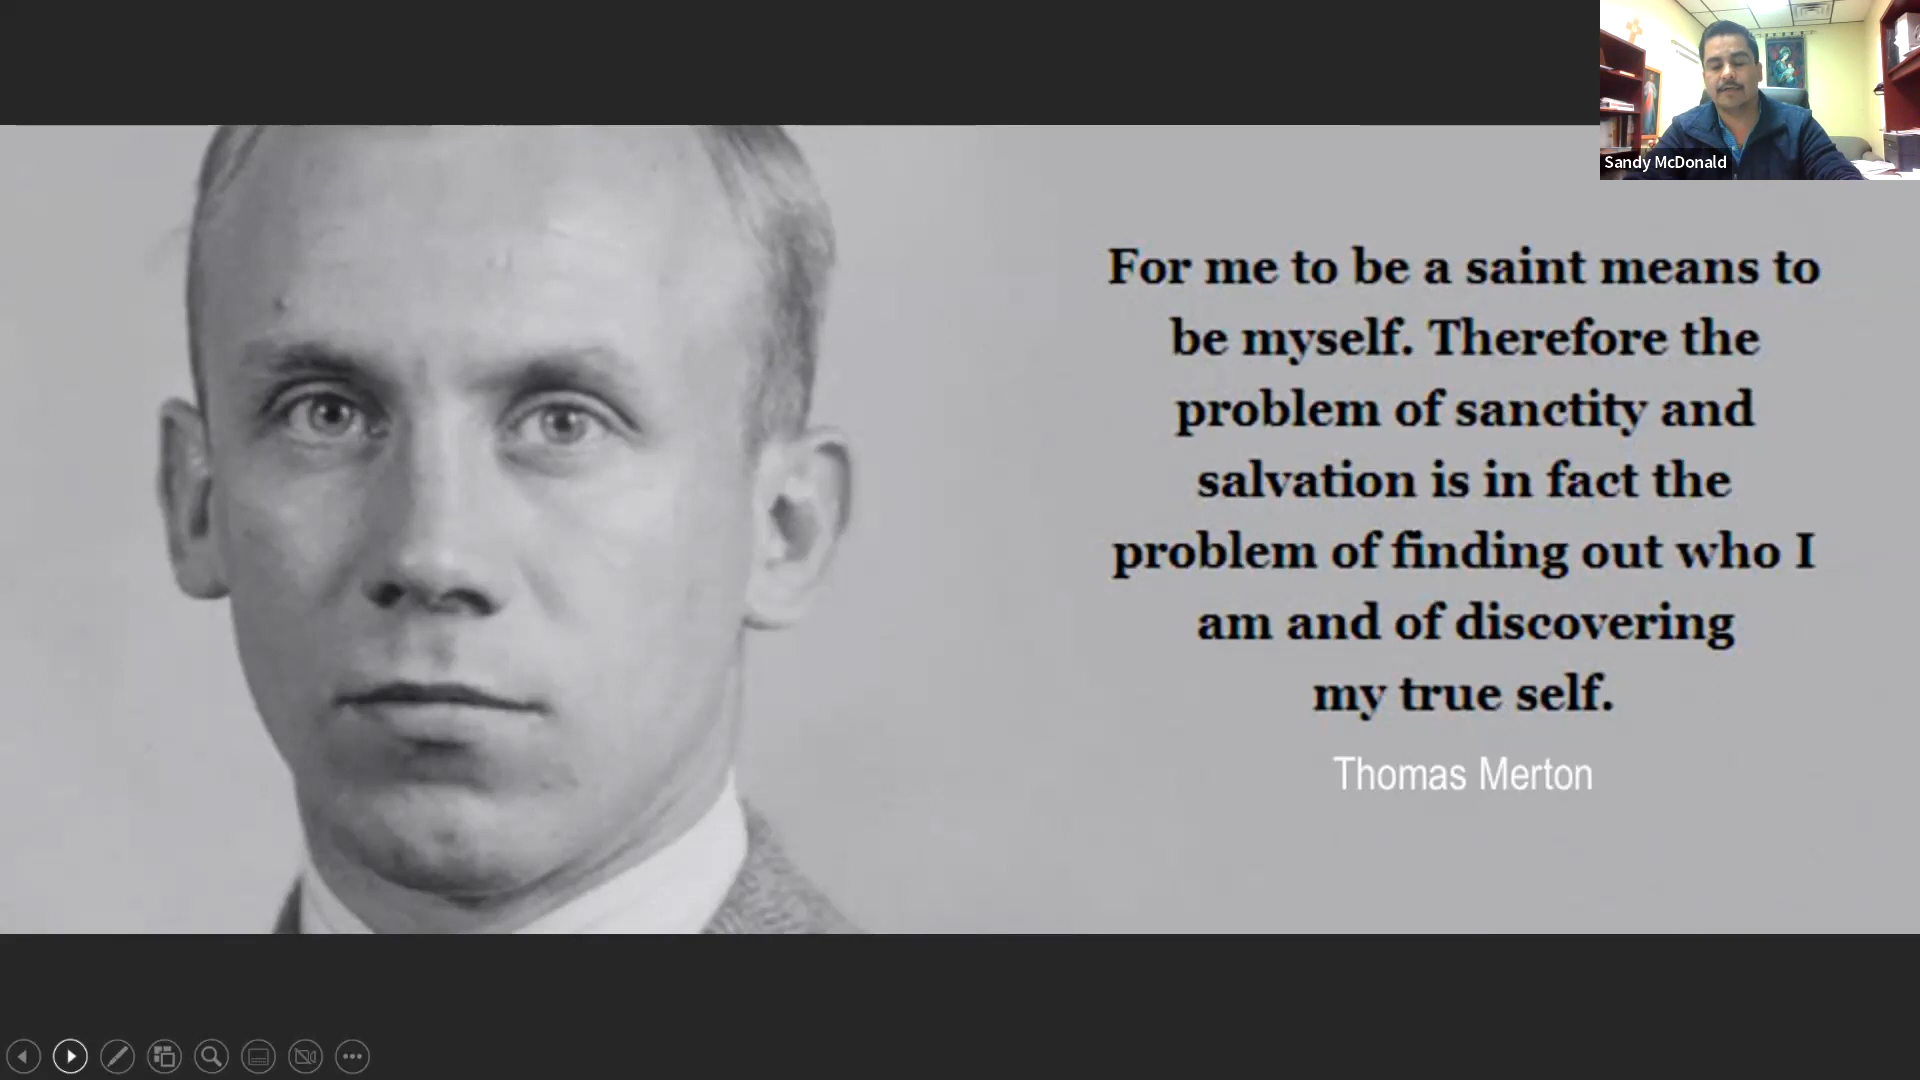 Sandy McDonald
For me to be a saint means to
be myself. Therefore the
problem of sanctity and
salvation is in fact the
problem of finding out who I
am and of discovering
my true self.
Thomas Merton